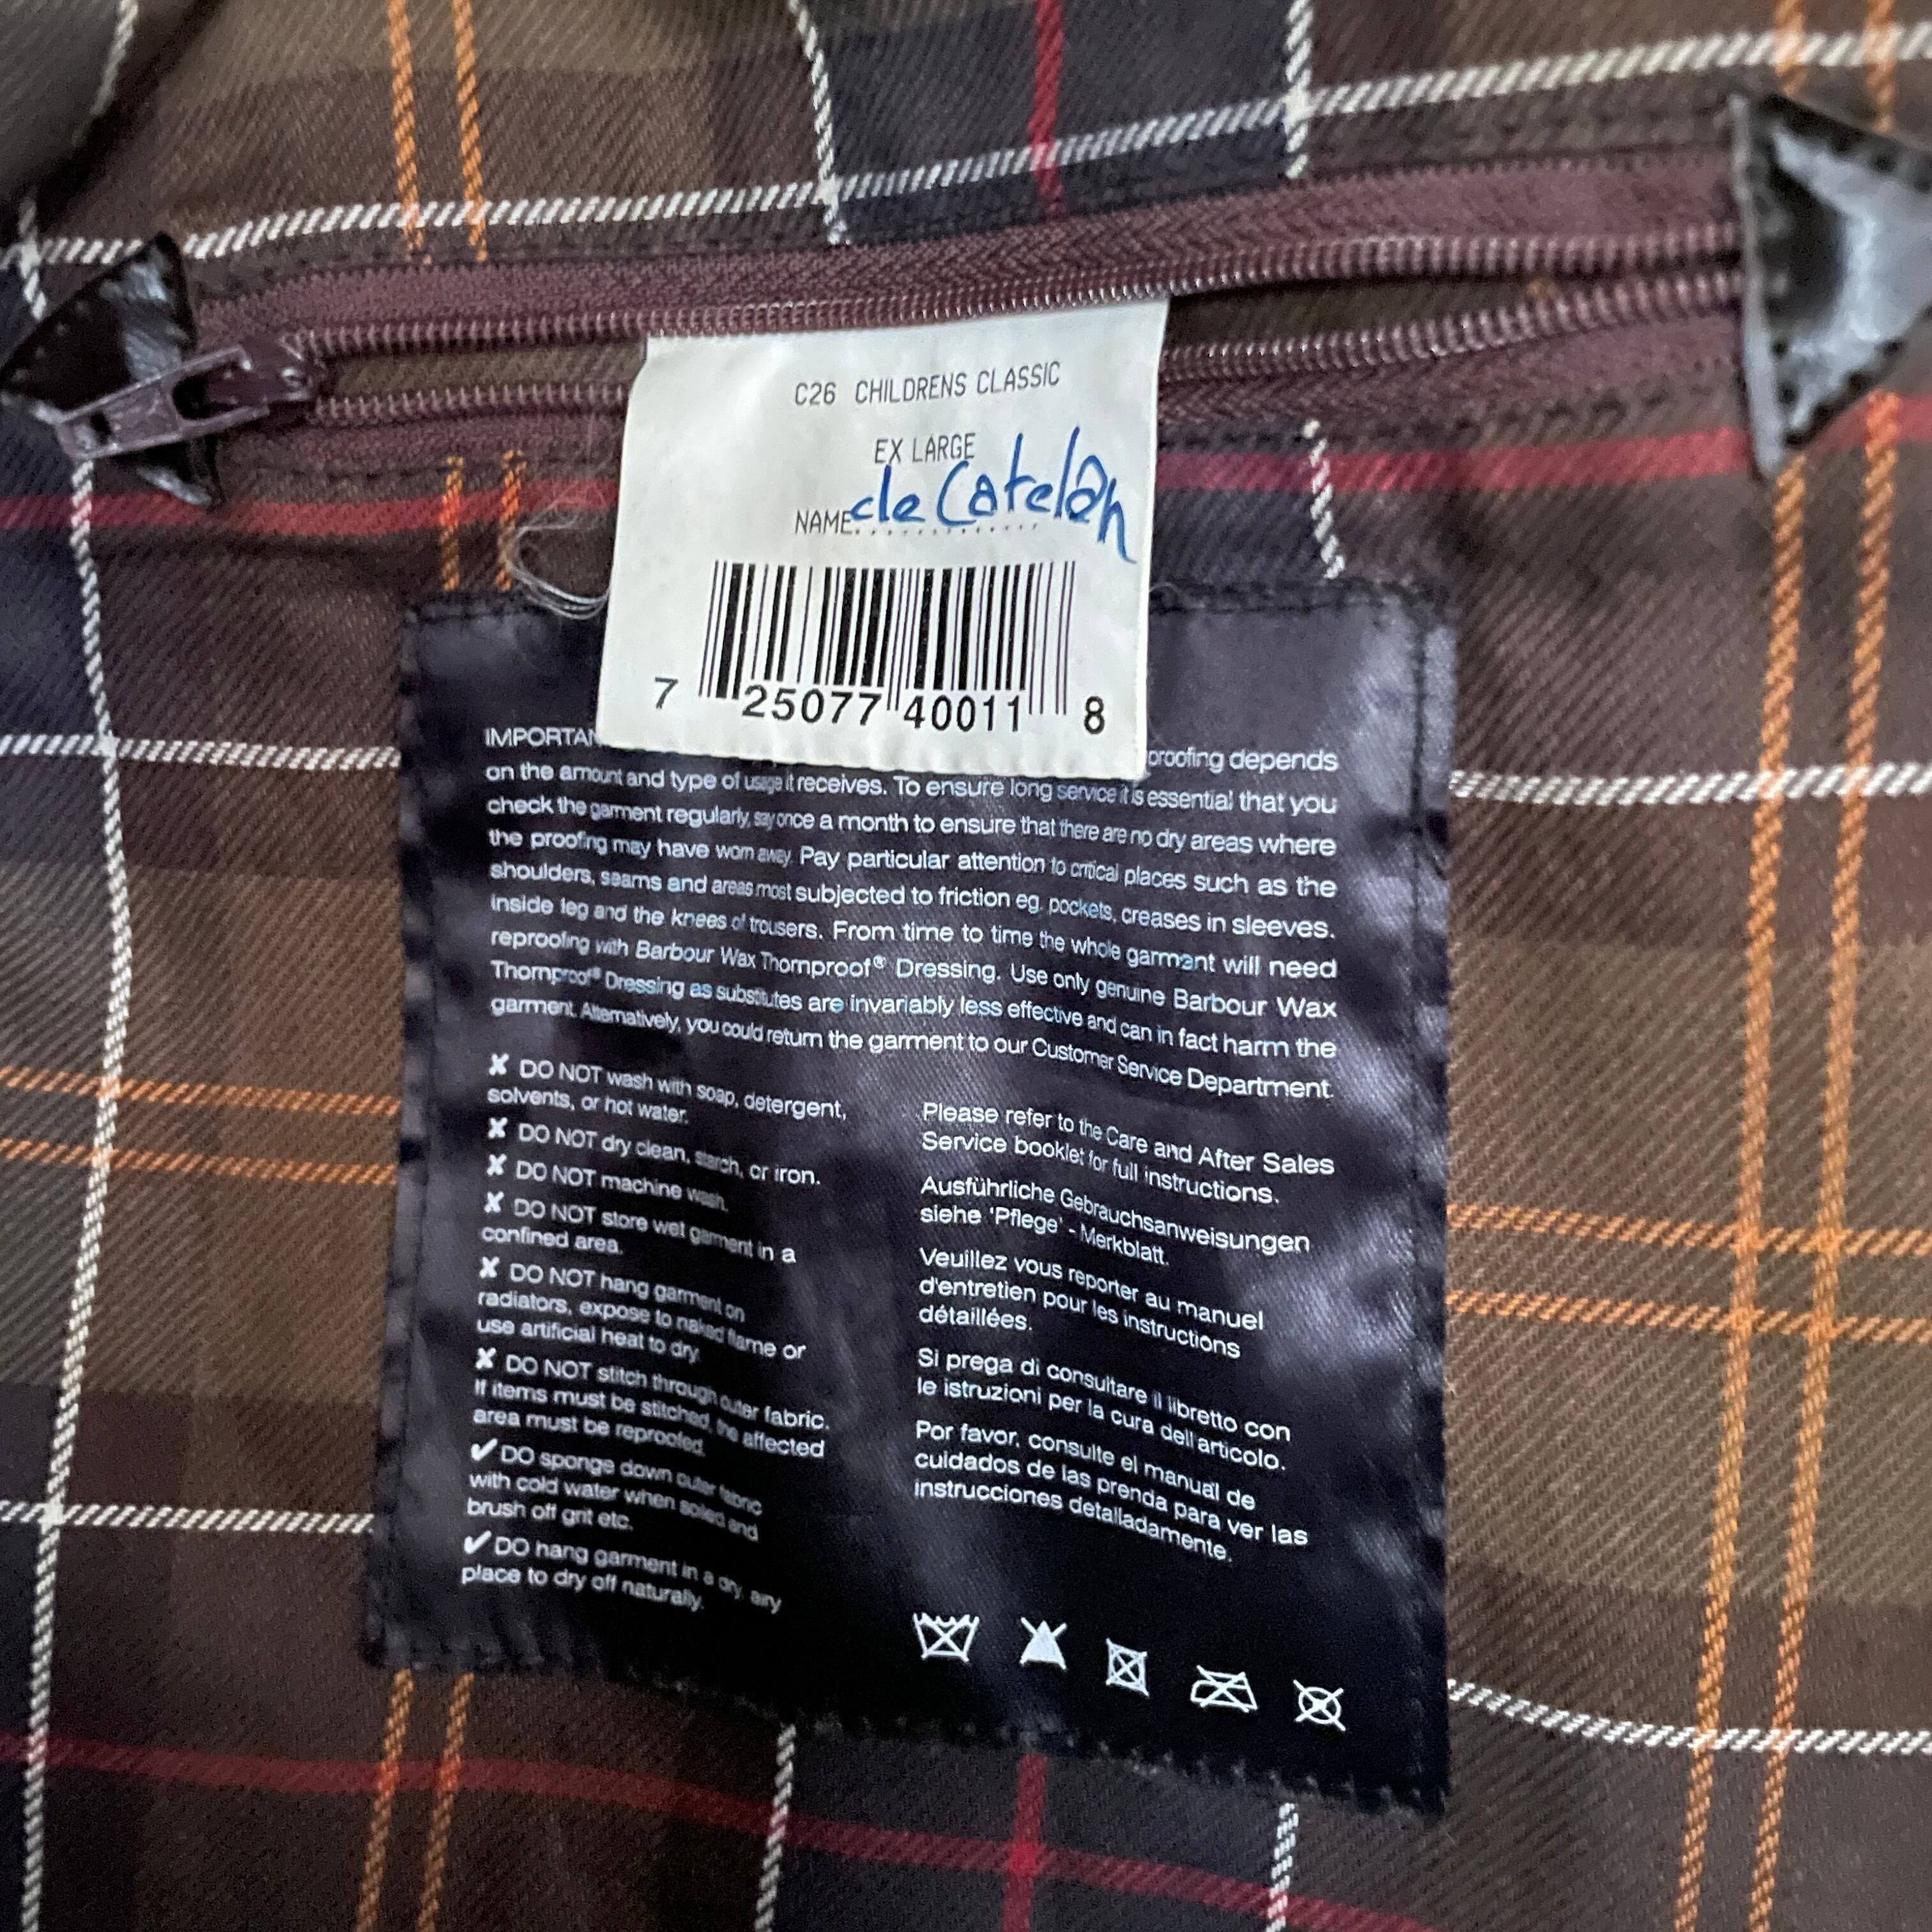 C26 CHILDRENS CLASSIC
EX LARGE
NAME de Catelan
7 25077 40011 8
proofing depends
on the amount and type of usage it receives. To ensure long service it is essential that you
check the garment regularly, say once a month to ensure that there are no dry areas where
the proofing may have worn away. Pay particular attention to critical places such as the
shoulders, seams and areas most subjected to friction eg. pockets, creases in sleeves.
inside leg and the knees of trousers. From time to time the whole garment will need
reproofing with Barbour Wax Thornproof® Dressing. Use only genuine Barbour Wax
Thornproof® Dressing as substitutes are invariably less effective and can in fact harm the
garment. Alternatively, you could return the garment to our Customer Service Department.
✘ DO NOT wash with soap, detergent,
solvents, or hot water.
✘ DO NOT dry clean, starch, or iron.
✘ DO NOT machine wash.
✘ DO NOT store wet garment in a
confined area.
✘ DO NOT hang garment on
radiators, expose to naked flame or
use artificial heat to dry.
✘ DO NOT stitch through outer fabric.
If items must be stitched, the affected
area must be reproofed.
✔ DO sponge down outer fabric
with cold water when soiled and
brush off grit etc.
✔ DO hang garment in a dry, airy
place to dry off naturally.
Please refer to the Care and After Sales
Service booklet for full instructions.
Ausführliche Gebrauchsanweisungen
siehe 'Pflege' - Merkblatt.
Veuillez vous reporter au manuel
d'entretien pour les instructions
détaillées.
Si prega di consultare il libretto con
le istruzioni per la cura dell'articolo.
Por favor, consulte el manual de
cuidados de las prenda para ver las
instrucciones detalladamente.